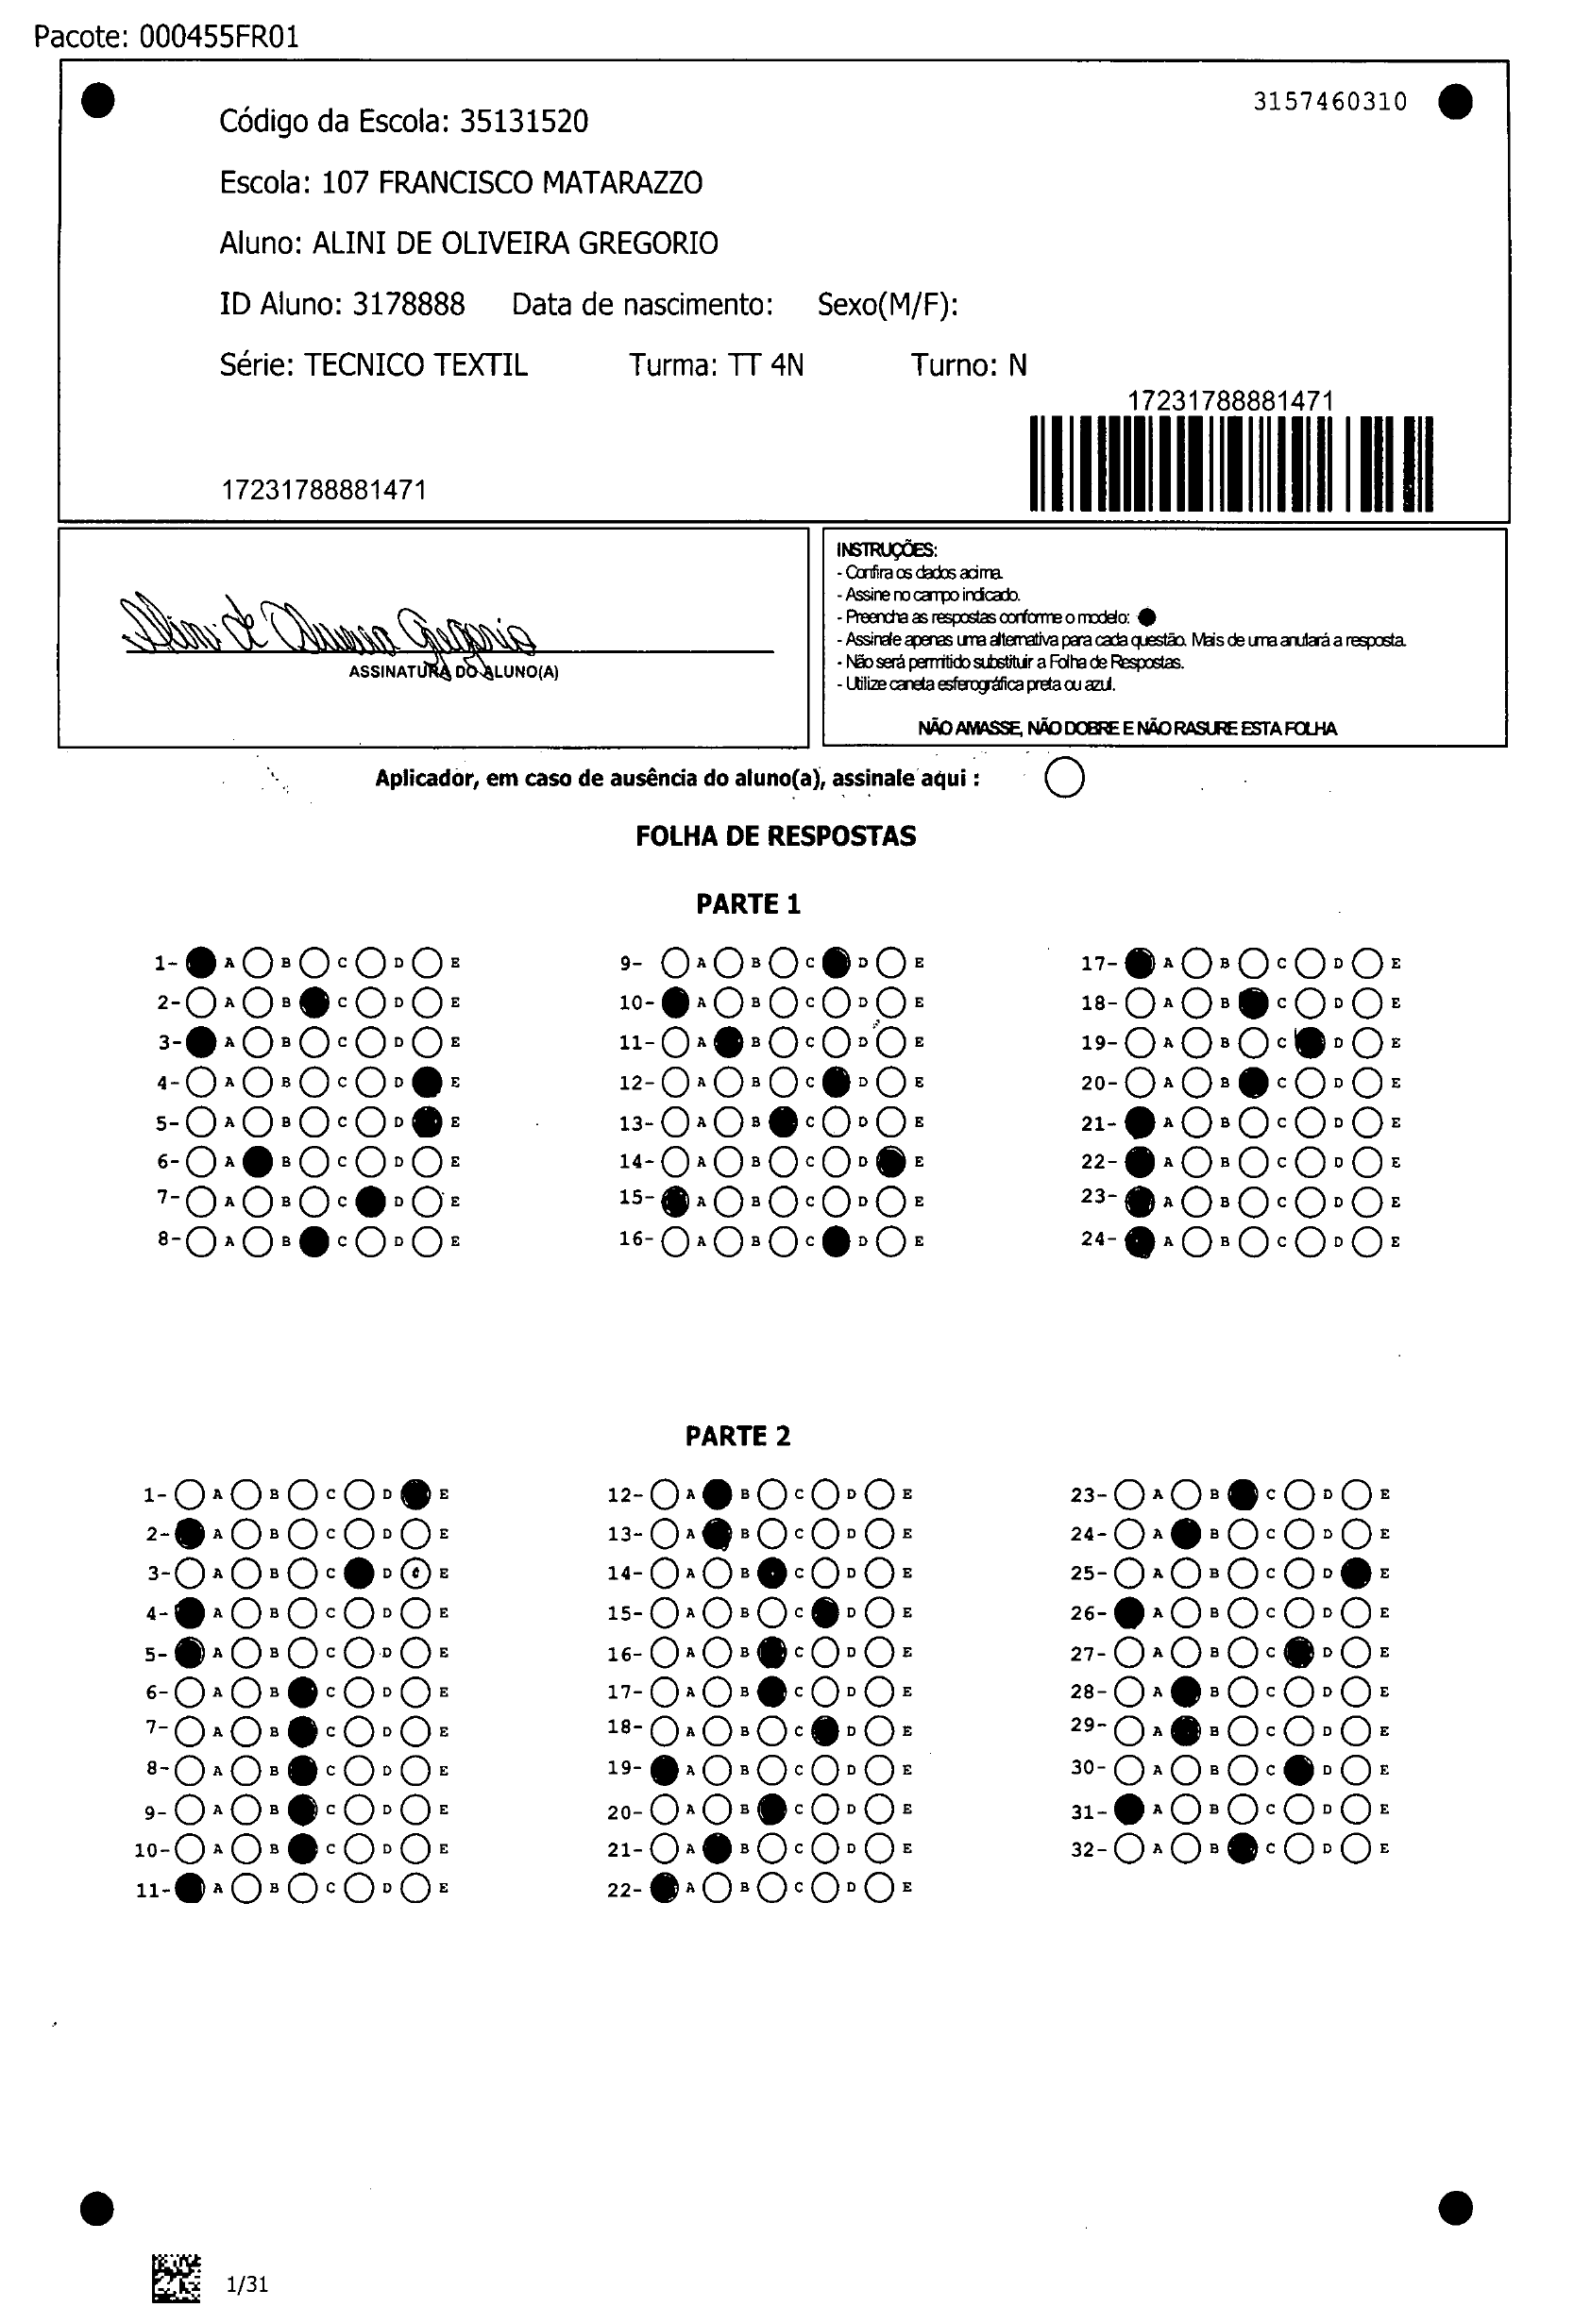 Pacote: 000455FR01
3157460310
Código da Escola: 35131520
Escola: 107 FRANCISCO MATARAZZO
Aluno: ALINI DE OLIVEIRA GREGORIO
ID Aluno: 3178888 Data de nascimento: Sexo(M/F):
Série: TECNICO TEXTIL Turma: TT 4N Turno: N
17231788881471
17231788881471
Alini de Oliveira Gregorio
ASSINATURA DO ALUNO(A)
INSTRUÇÕES:
- Confira os dados acima.
- Assine no campo indicado.
- Preencha as respostas conforme o modelo:
- Assinale apenas uma alternativa para cada questão. Mais de uma anulará a resposta.
- Não será permitido substituir a Folha de Respostas.
- Utilize caneta esferográfica preta ou azul.
NÃO AMASSE, NÃO DOBRE E NÃO RASURE ESTA FOLHA
Aplicador, em caso de ausência do aluno(a), assinale aqui :
FOLHA DE RESPOSTAS
PARTE 1
1- A B C D E 9- A B C D E 17- A B C D E
2- A B C D E 10- A B C D E 18- A B C D E
3- A B C D E 11- A B C D E 19- A B C D E
4- A B C D E 12- A B C D E 20- A B C D E
5- A B C D E 13- A B C D E 21- A B C D E
6- A B C D E 14- A B C D E 22- A B C D E
7- A B C D E 15- A B C D E 23- A B C D E
8- A B C D E 16- A B C D E 24- A B C D E
PARTE 2
1- A B C D E 12- A B C D E 23- A B C D E
2- A B C D E 13- A B C D E 24- A B C D E
3- A B C D E 14- A B C D E 25- A B C D E
4- A B C D E 15- A B C D E 26- A B C D E
5- A B C D E 16- A B C D E 27- A B C D E
6- A B C D E 17- A B C D E 28- A B C D E
7- A B C D E 18- A B C D E 29- A B C D E
8- A B C D E 19- A B C D E 30- A B C D E
9- A B C D E 20- A B C D E 31- A B C D E
10- A B C D E 21- A B C D E 32- A B C D E
11- A B C D E 22- A B C D E
1/31